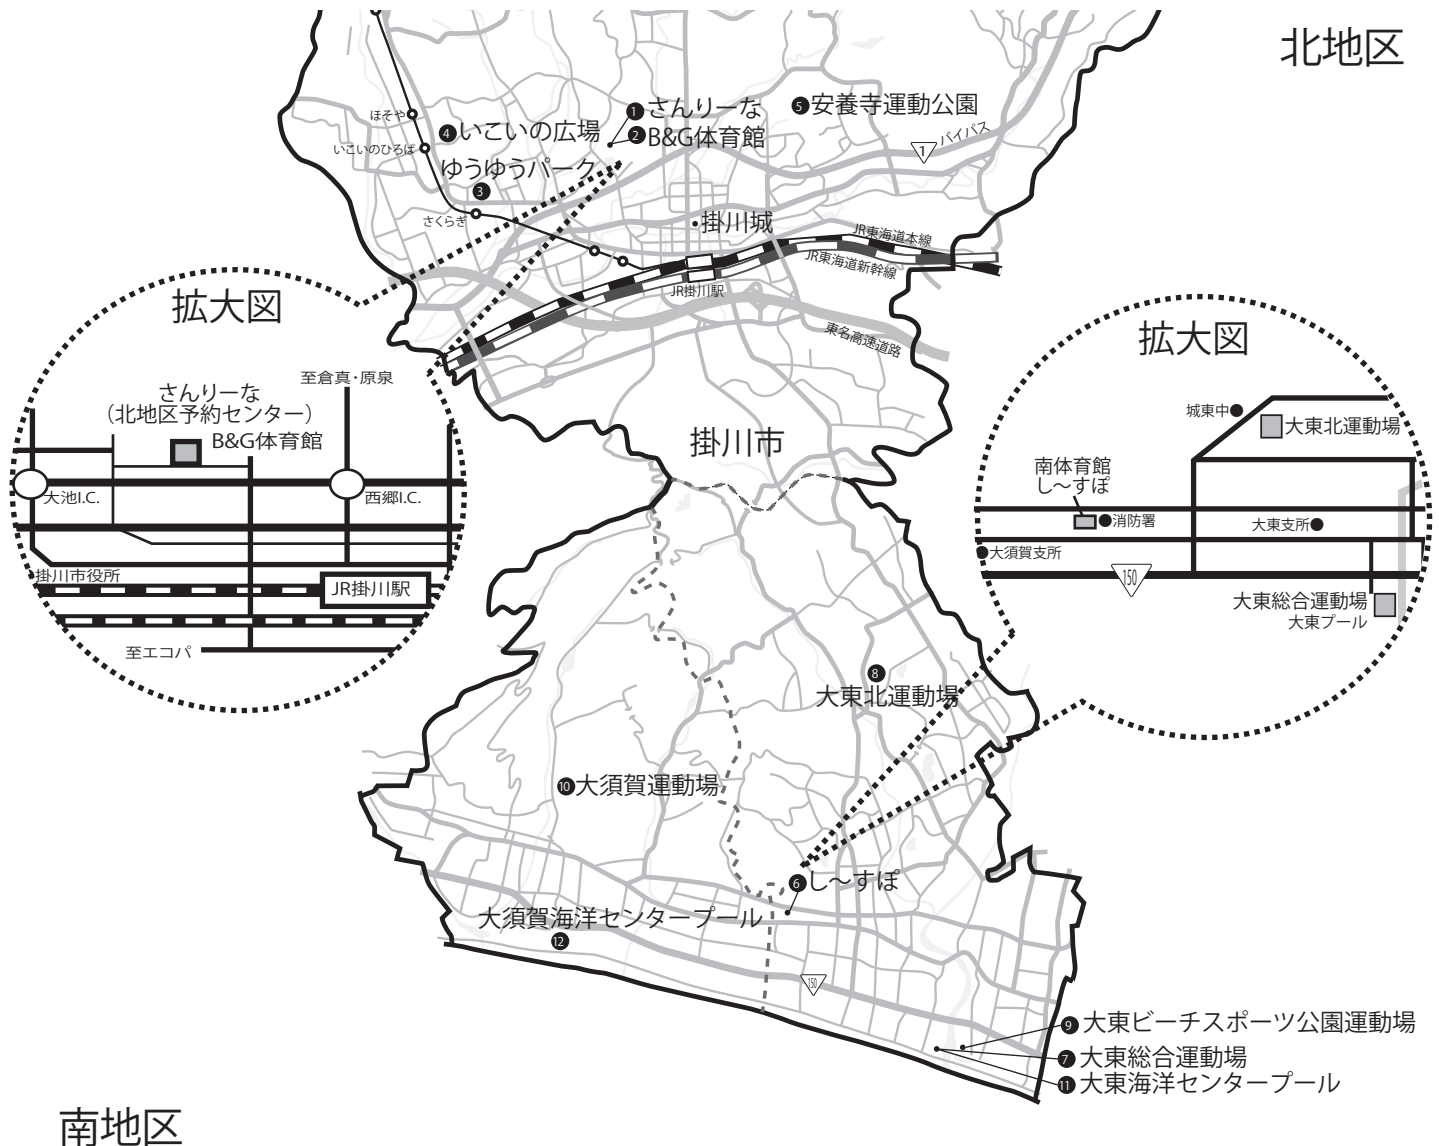 北地区
❶さんりーな
❷B&G体育館
❺安養寺運動公園
ほそや
❹いこいの広場
いこいのひろば
ゆうゆうパーク
❸
バイパス
1
さくらぎ
掛川城
JR東海道本線
JR東海道新幹線
JR掛川駅
東名高速道路
拡大図
至倉真・原泉
さんりーな
（北地区予約センター）
B&G体育館
大池I.C.
西郷I.C.
掛川市役所
JR掛川駅
至エコパ
掛川市
拡大図
城東中
大東北運動場
南体育館
し～すぽ
消防署
大東支所
大須賀支所
150
大東総合運動場
大東プール
❽
大東北運動場
❿大須賀運動場
❻し～すぽ
大須賀海洋センタープール
⓬
150
❾大東ビーチスポーツ公園運動場
❼大東総合運動場
⓫大東海洋センタープール
南地区